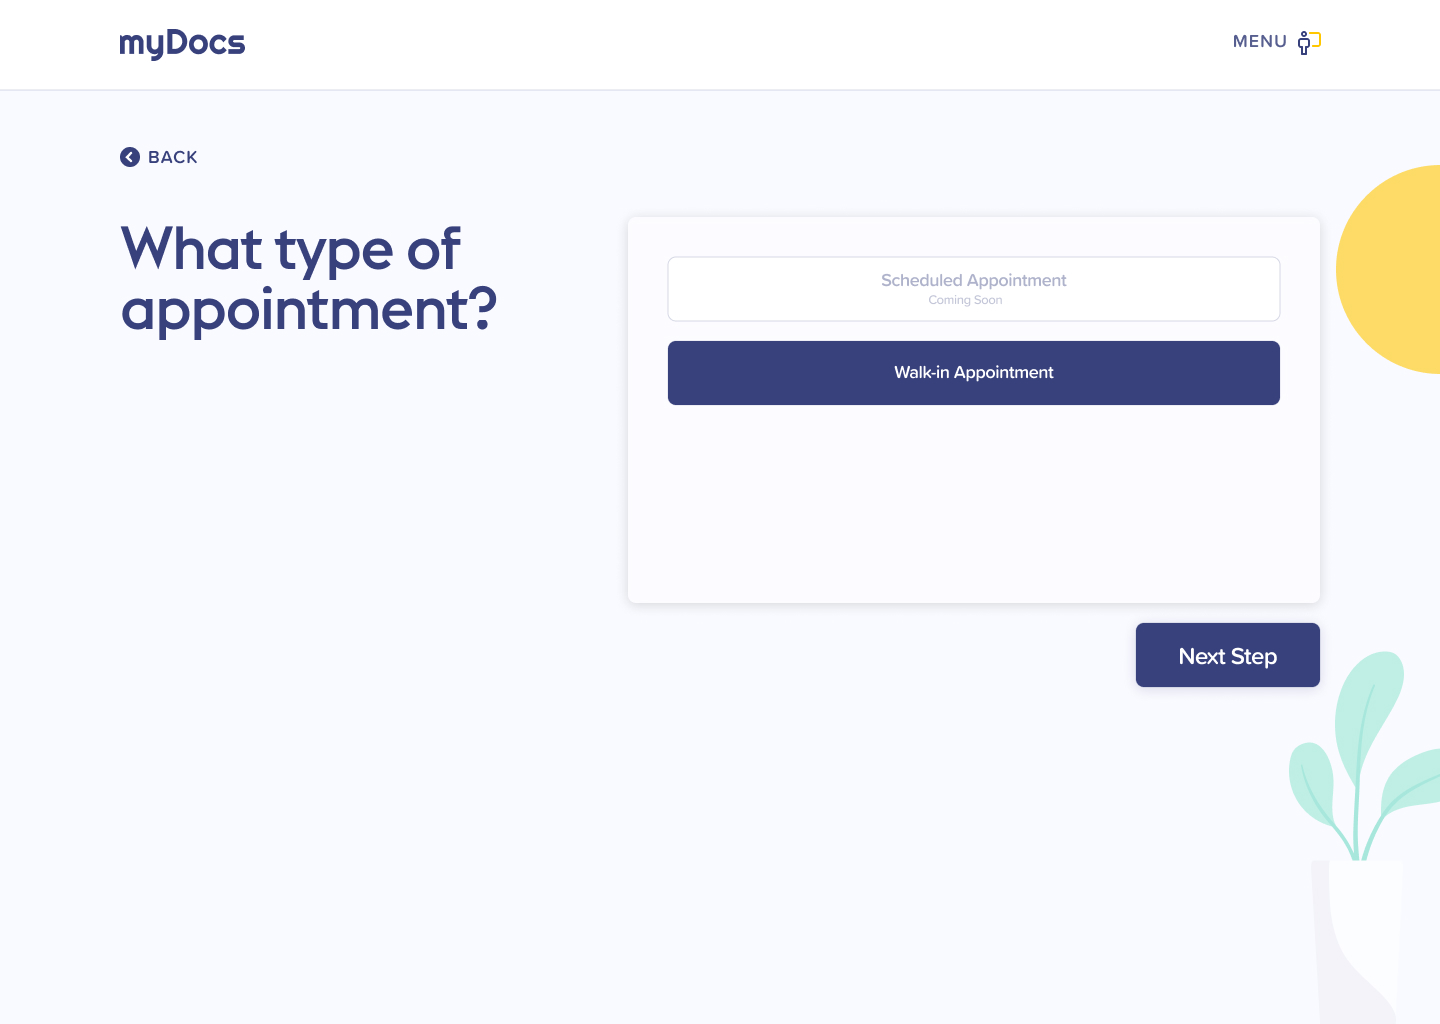 myDocs
MENU
BACK
What type of
appointment?
Scheduled Appointment
Coming Soon
Walk-in Appointment
Next Step